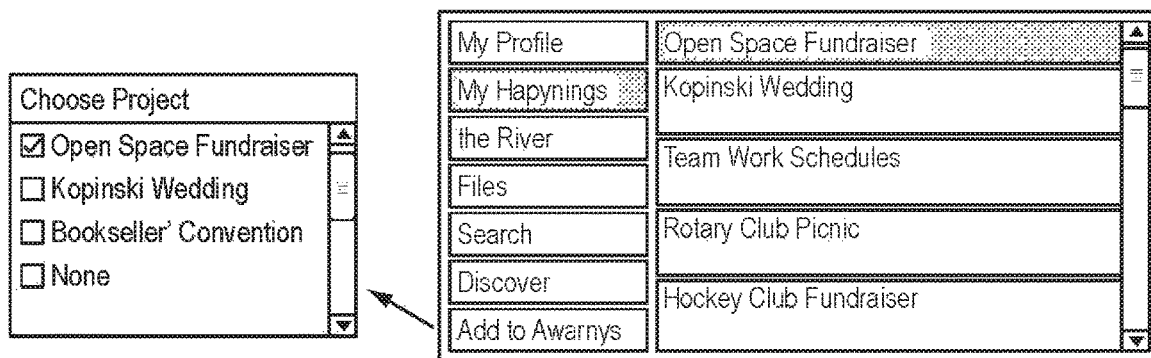 Choose Project
Open Space Fundraiser
Kopinski Wedding
Bookseller' Convention
None
My Profile
My Hapynings
the River
Files
Search
Discover
Add to Awarnys
Open Space Fundraiser
Kopinski Wedding
Team Work Schedules
Rotary Club Picnic
Hockey Club Fundraiser